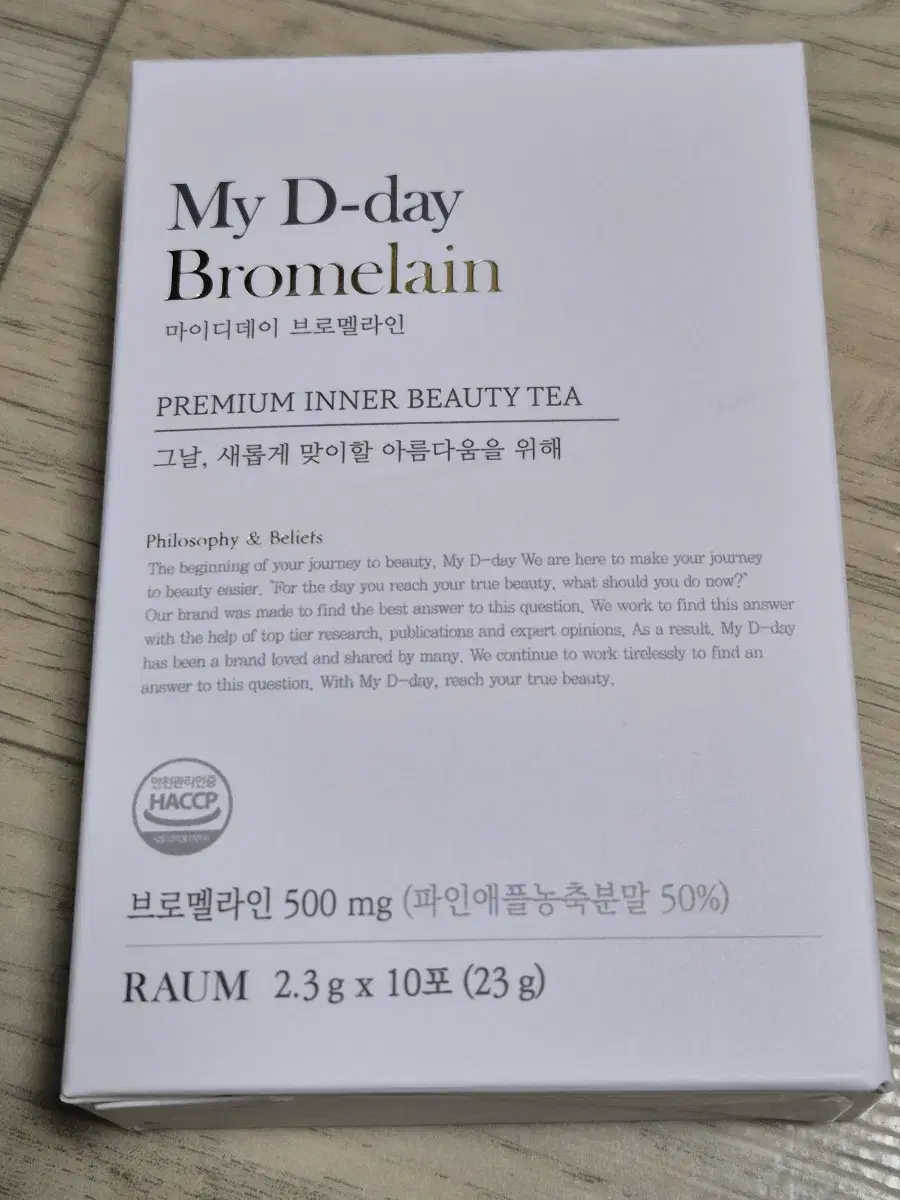 My D-day
Bromelain
마이디데이 브로멜라인
PREMIUM INNER BEAUTY TEA
그날, 새롭게 맞이할 아름다움을 위해
Philosophy & Beliefs
The beginning of your journey to beauty, My D-day We are here to make your journey
to beauty easier. "For the day you reach your true beauty, what should you do now?"
Our brand was made to find the best answer to this question, We work to find this answer
with the help of top tier research, publications and expert opinions, As a result, My D-day
has been a brand loved and shared by many. We continue to work tirelessly to find an
answer to this question, With My D-day, reach your true beauty.
안전관리인증
HACCP
브로멜라인 500 mg (파인애플농축분말 50%)
RAUM 2.3 g x 10포 (23 g)